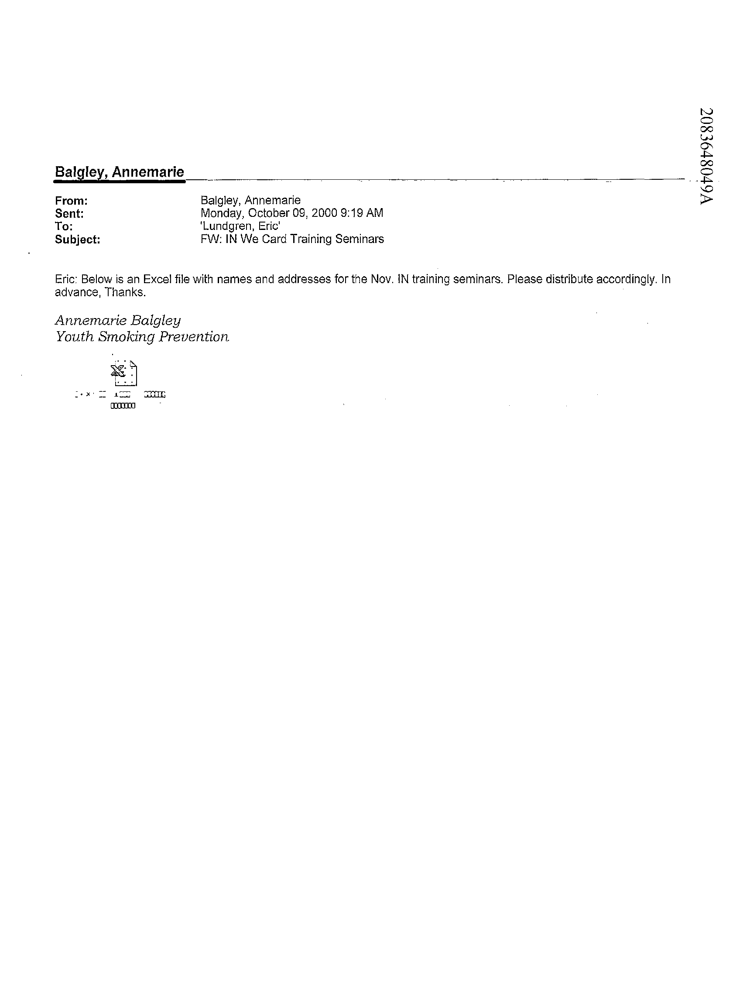 2083648049A
Balgley, Annemarie
From: Balgley, Annemarie
Sent: Monday, October 09, 2000 9:19 AM
To: 'Lundgren, Eric'
Subject: FW: IN We Card Training Seminars
Eric: Below is an Excel file with names and addresses for the Nov. IN training seminars. Please distribute accordingly. In
advance, Thanks.
Annemarie Balgley
Youth Smoking Prevention